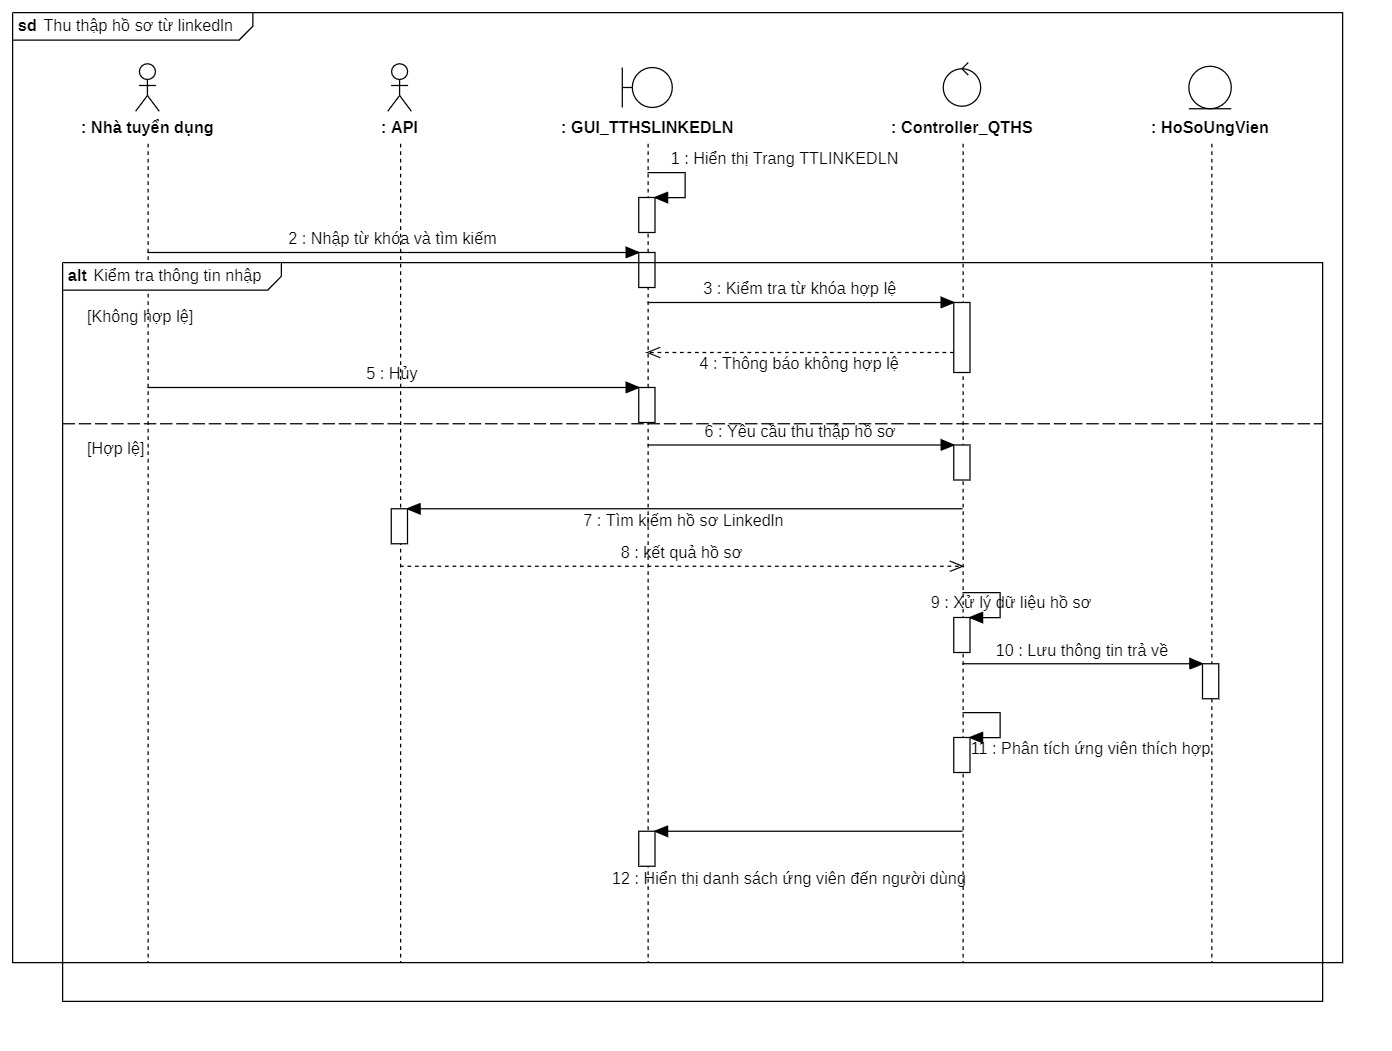 sd Thu thập hồ sơ từ linkedln
: Nhà tuyển dụng
: API
: GUI_TTHSLINKEDLN
: Controller_QTHS
: HoSoUngVien
1 : Hiển thị Trang TTLINKEDLN
2 : Nhập từ khóa và tìm kiếm
alt Kiểm tra thông tin nhập
3 : Kiểm tra từ khóa hợp lệ
[Không hợp lệ]
4 : Thông báo không hợp lệ
5 : Hủy
6 : Yêu cầu thu thập hồ sơ
[Hợp lệ]
7 : Tìm kiếm hồ sơ LinkedIn
8 : kết quả hồ sơ
9 : Xử lý dữ liệu hồ sơ
10 : Lưu thông tin trả về
11 : Phân tích ứng viên thích hợp
12 : Hiển thị danh sách ứng viên đến người dùng